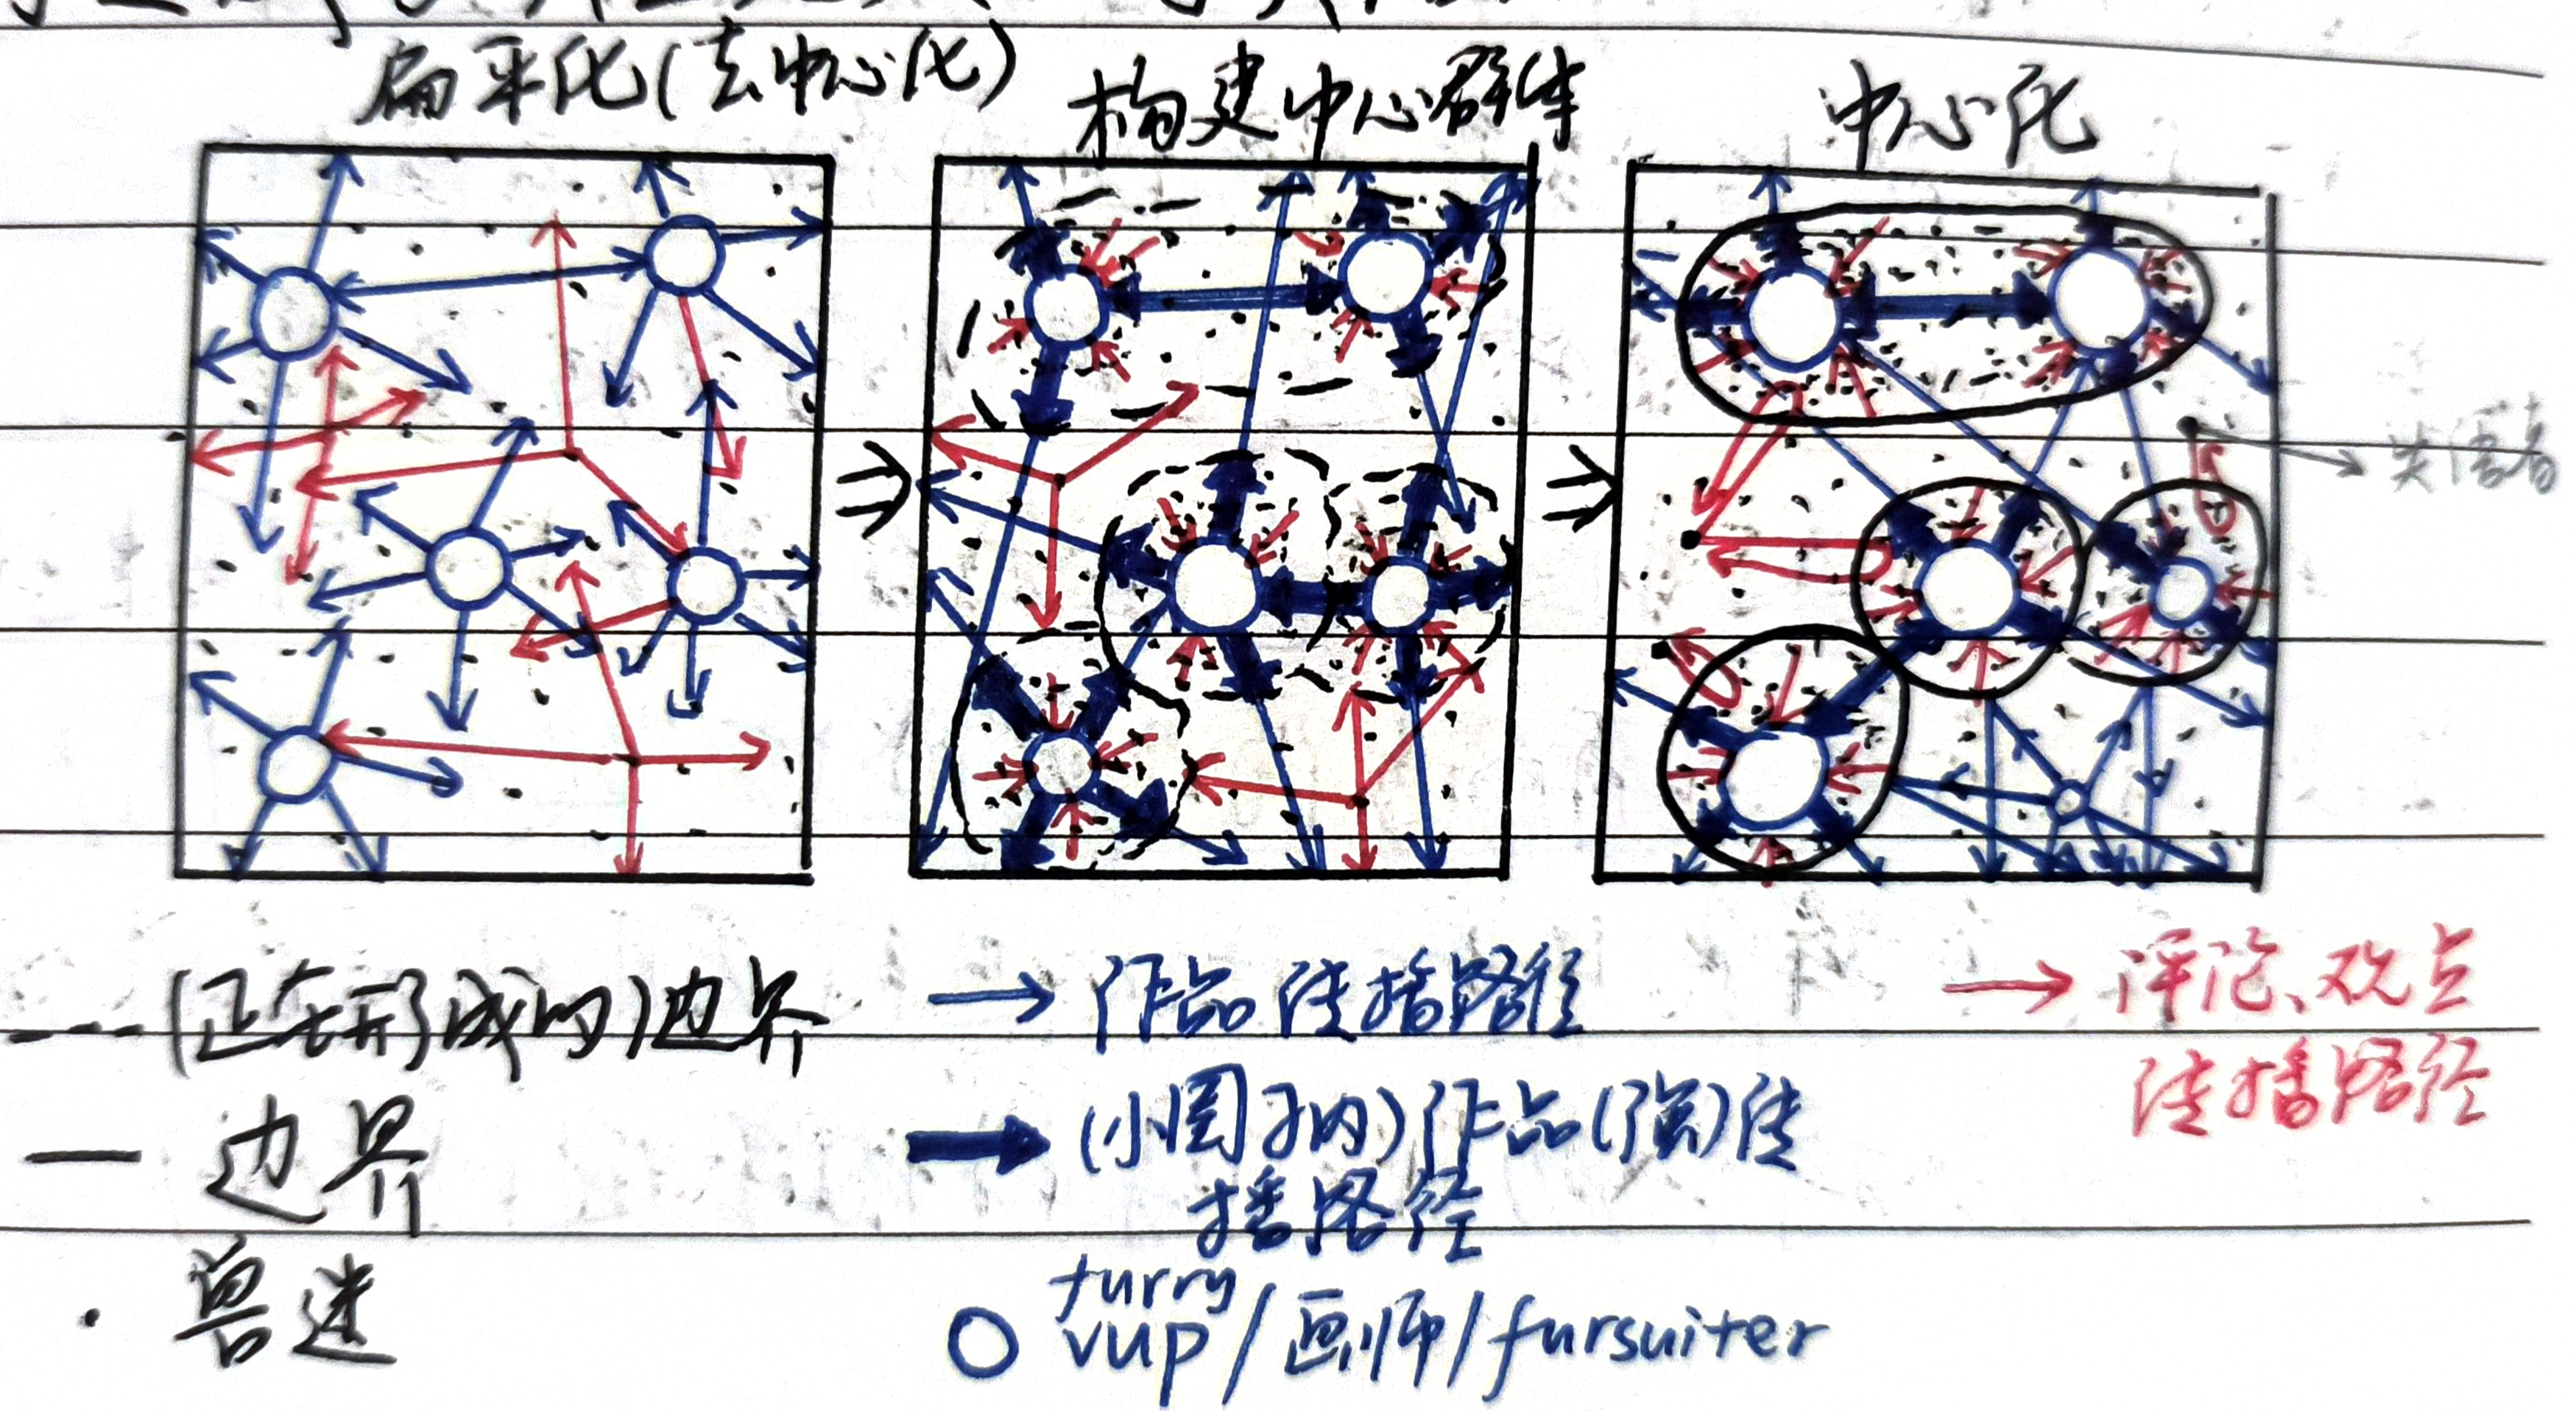 扁平化(去中心化)
构建中心群体
中心化
失语者
(正在形成的)边界
作品传播路径
评论、观点
传播路径
边界
(小圈子内)作品(强)传
播路径
兽迷
furry
vup/画师/fursuiter